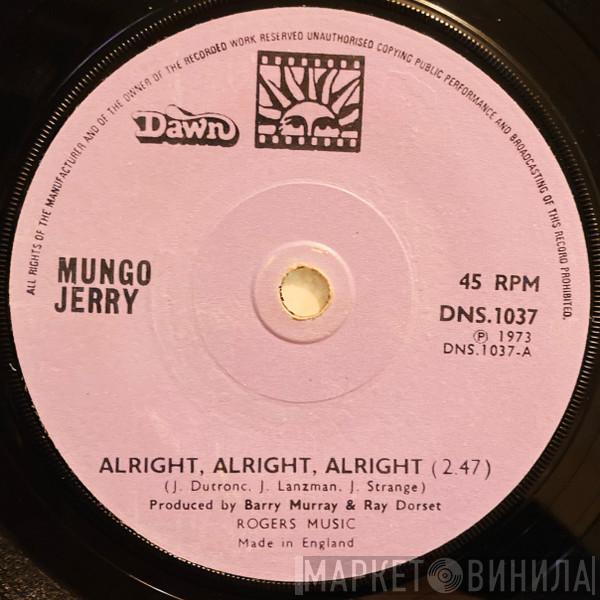 ALL RIGHTS OF THE MANUFACTURER AND OF THE OWNER OF THE RECORDED WORK RESERVED UNAUTHORISED COPYING PUBLIC PERFORMANCE AND BROADCASTING OF THIS RECORD PROHIBITED.
Dawn
MUNGO
JERRY
45 RPM
DNS.1037
Ⓟ 1973
DNS.1037-A
ALRIGHT, ALRIGHT, ALRIGHT (2.47)
(J. Dutronc. J. Lanzman. J. Strange)
Produced by Barry Murray & Ray Dorset
ROGERS MUSIC
Made in England
МАРКЕТ ВИНИЛА